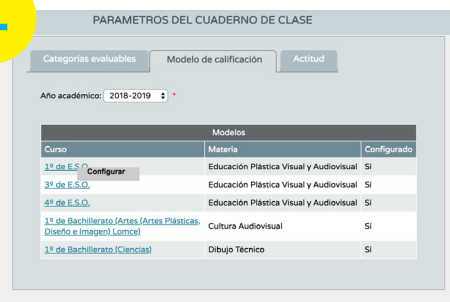 PARAMETROS DEL CUADERNO DE CLASE
Categorías evaluables Modelo de calificación Actitud
Año académico: 2018-2019 *
Modelos
Curso Materia Configurado
1º de E.S.O. Educación Plástica Visual y Audiovisual Sí
Configurar
3º de E.S.O. Educación Plástica Visual y Audiovisual Sí
4º de E.S.O. Educación Plástica Visual y Audiovisual Sí
1º de Bachillerato (Artes (Artes Plásticas,
Diseño e Imagen) Lomce) Cultura Audiovisual Sí
1º de Bachillerato (Ciencias) Dibujo Técnico Sí